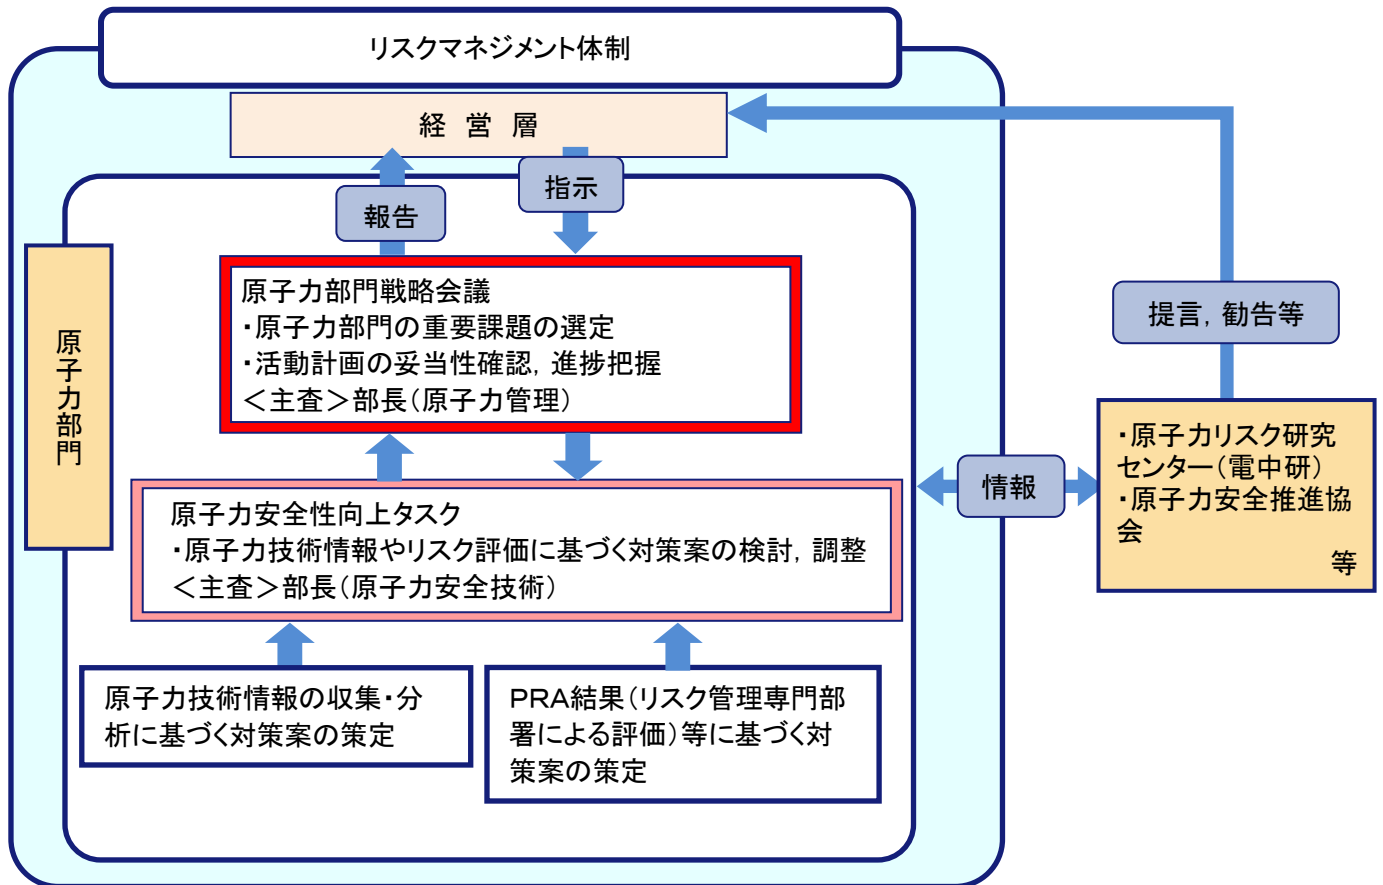 リスクマネジメント体制
経 営 層
指示
報告
原子力部門
原子力部門戦略会議
・原子力部門の重要課題の選定
・活動計画の妥当性確認，進捗把握
＜主査＞部長（原子力管理）
提言，勧告等
・原子力リスク研究
センター（電中研）
・原子力安全推進協
会
等
情報
原子力安全性向上タスク
・原子力技術情報やリスク評価に基づく対策案の検討，調整
＜主査＞部長（原子力安全技術）
原子力技術情報の収集・分
析に基づく対策案の策定
ＰＲＡ結果（リスク管理専門部
署による評価）等に基づく対
策案の策定